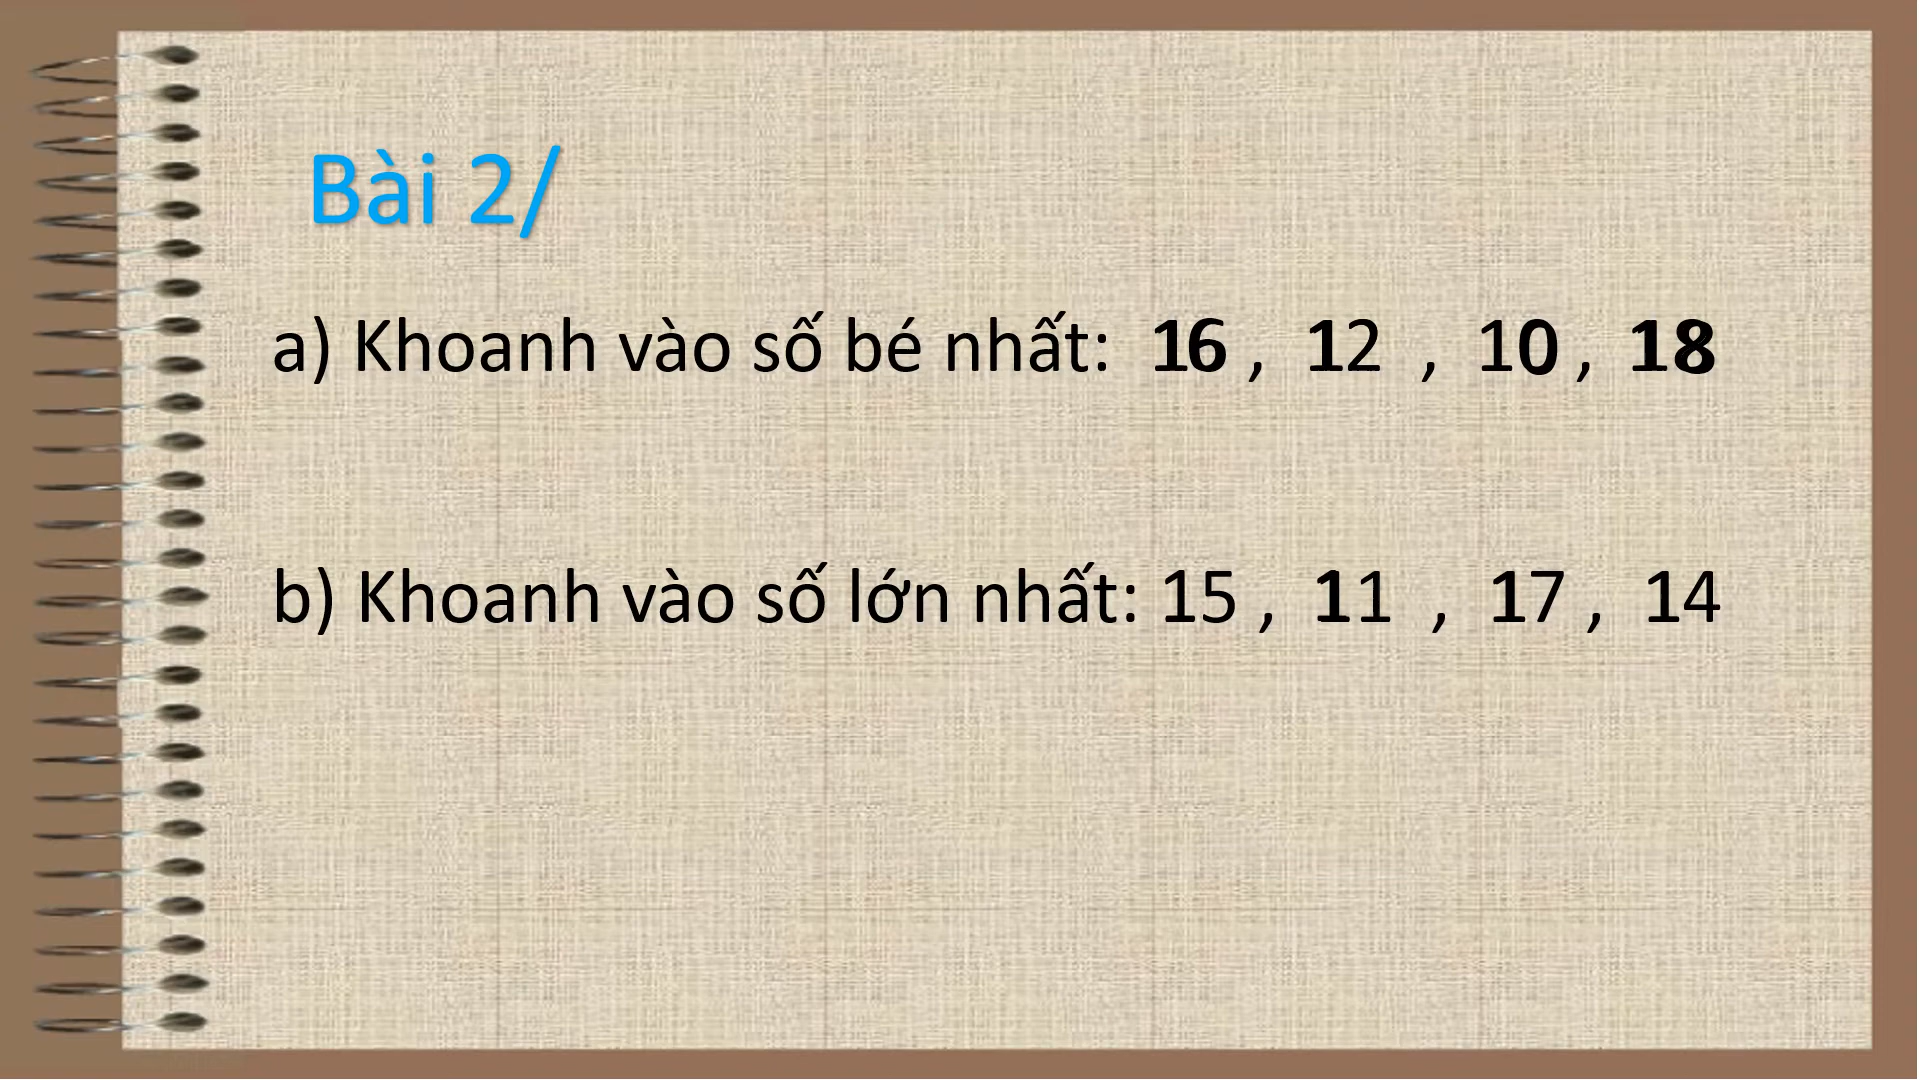 Bài 2/
a) Khoanh vào số bé nhất: 16 , 12 , 10 , 18
b) Khoanh vào số lớn nhất: 15 , 11 , 17 , 14